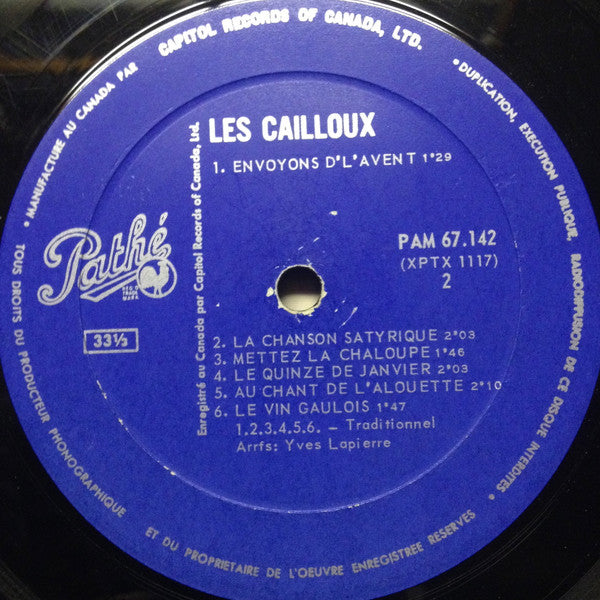 • MANUFACTURE AU CANADA PAR CAPITOL RECORDS OF CANADA, LTD.
• DUPLICATION, EXECUTION PUBLIQUE, RADIODIFFUSION DE CE DISQUE INTERDITES •
TOUS DROITS DU PRODUCTEUR PHONOGRAPHIQUE
ET DU PROPRIETAIRE DE L'OEUVRE ENREGISTREE RESERVES
Enregistré au Canada par Capitol Records of Canada, Ltd.
LES CAILLOUX
1. ENVOYONS D'L'AVENT 1°29
Pathé
REG'D
TRADE
MARK
33⅓
PAM 67.142
(XPTX 1117)
2
2. LA CHANSON SATYRIQUE 2°03
3. METTEZ LA CHALOUPE 1°46
4. LE QUINZE DE JANVIER 2°03
5. AU CHANT DE L'ALOUETTE 2°10
6. LE VIN GAULOIS 1°47
1.2.3.4.5.6. — Traditionnel
Arrfs: Yves Lapierre